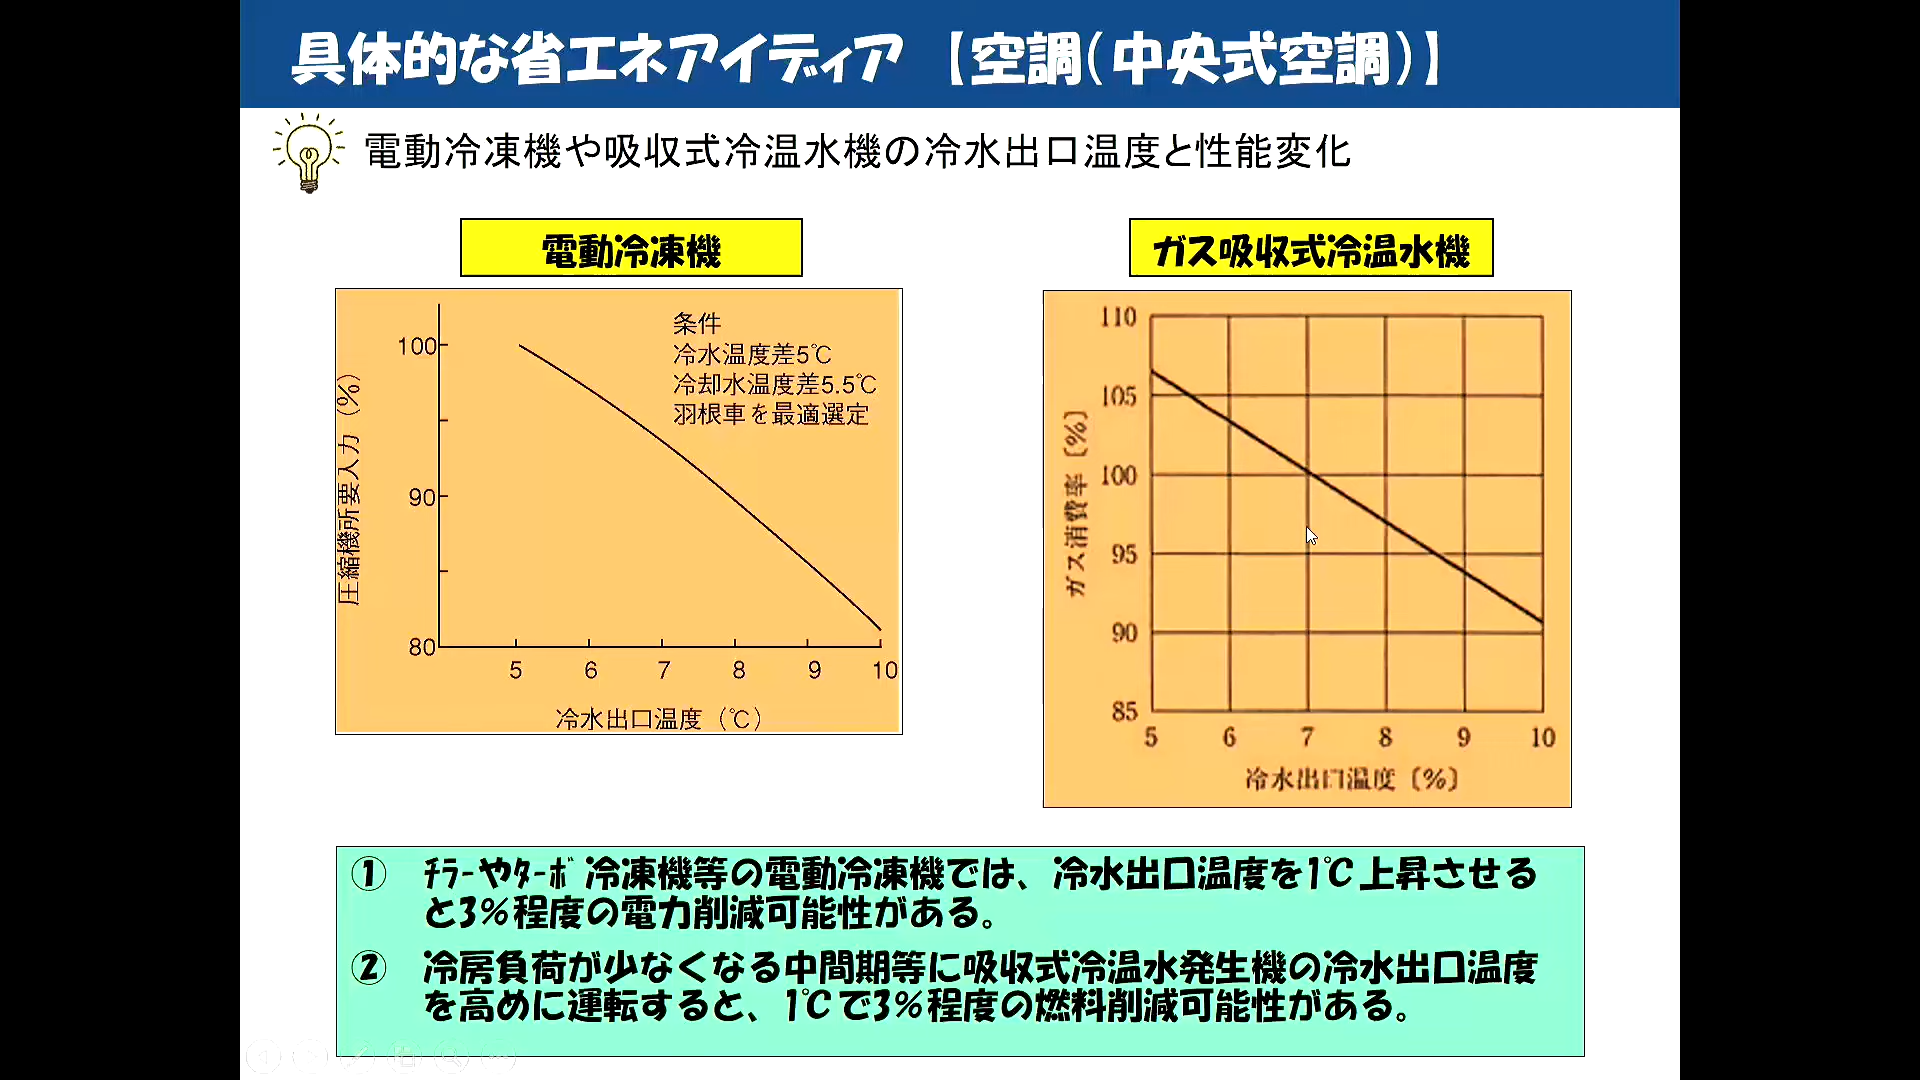 具体的な省エネアイディア 【空調(中央式空調)】
電動冷凍機や吸収式冷温水機の冷水出口温度と性能変化
電動冷凍機
ガス吸収式冷温水機
条件
冷水温度差5℃
冷却水温度差5.5℃
羽根車を最適選定
圧縮機所要入力（%）
100
90
80
5 6 7 8 9 10
冷水出口温度（℃）
ガス消費率〔%〕
110
105
100
95
90
85
5 6 7 8 9 10
冷水出口温度〔%〕
① ﾁﾗｰやﾀｰﾎﾞ冷凍機等の電動冷凍機では、冷水出口温度を1℃上昇させる
と3%程度の電力削減可能性がある。
② 冷房負荷が少なくなる中間期等に吸収式冷温水発生機の冷水出口温度
を高めに運転すると、1℃で3%程度の燃料削減可能性がある。